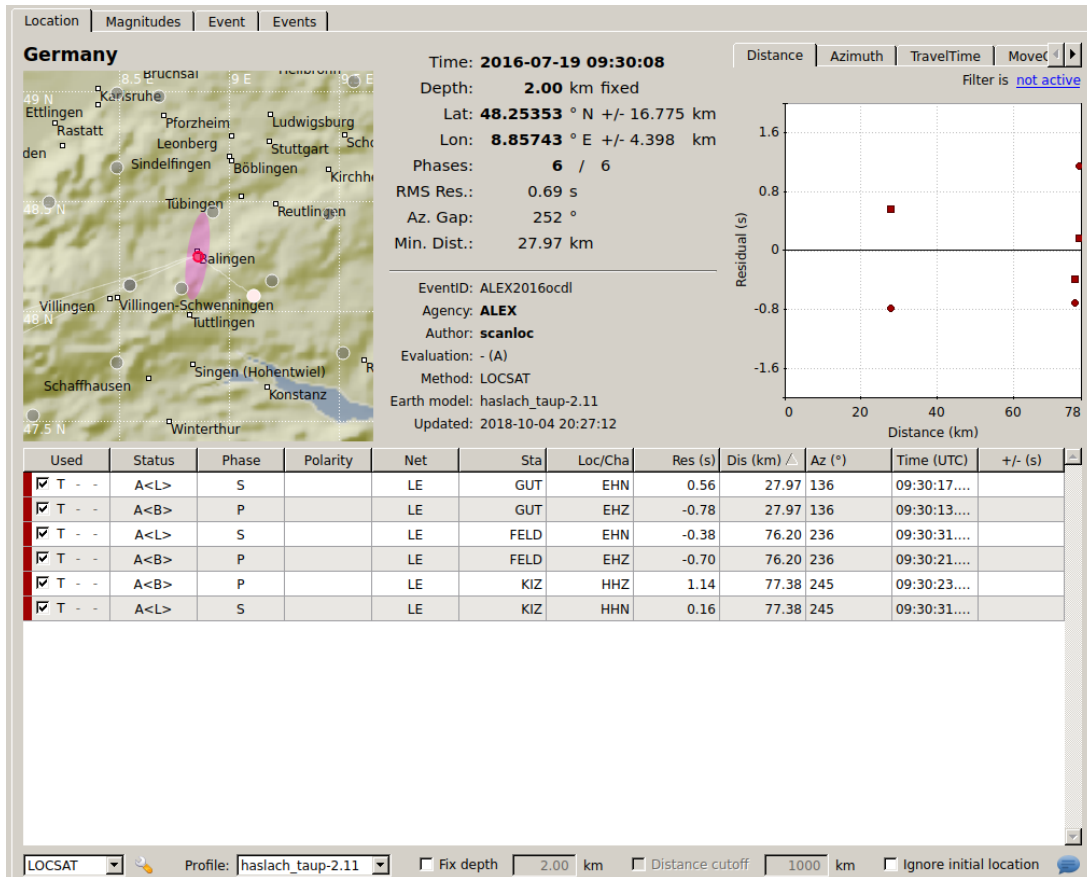 Location Magnitudes Event Events
Germany
8.5 E 9 E 9.5 E
Bruchsal
49 N
Karlsruhe
Ettlingen
Rastatt
Pforzheim
Ludwigsburg
Leonberg
Stuttgart
Sindelfingen
Böblingen
Kirchh
den
48.5 N
Tübingen
Reutlingen
Balingen
Villingen
Villingen-Schwenningen
48 N
Tuttlingen
Singen (Hohentwiel)
R
Schaffhausen
Konstanz
47.5 N
Winterthur
Time: 2016-07-19 09:30:08
Depth: 2.00 km fixed
Lat: 48.25353 ° N +/- 16.775 km
Lon: 8.85743 ° E +/- 4.398 km
Phases: 6 / 6
RMS Res.: 0.69 s
Az. Gap: 252 °
Min. Dist.: 27.97 km
EventID: ALEX2016ocdl
Agency: ALEX
Author: scanloc
Evaluation: - (A)
Method: LOCSAT
Earth model: haslach_taup-2.11
Updated: 2018-10-04 20:27:12
Distance Azimuth TravelTime
Filter is not active
Residual (s)
1.6
0.8
0
-0.8
-1.6
0 20 40 60 78
Distance (km)
Used Status Phase Polarity Net Sta Loc/Cha Res (s) Dis (km) Az (°) Time (UTC) +/- (s)
T - - A<L> S LE GUT EHN 0.56 27.97 136 09:30:17....
T - - A<B> P LE GUT EHZ -0.78 27.97 136 09:30:13....
T - - A<L> S LE FELD EHN -0.38 76.20 236 09:30:31....
T - - A<B> P LE FELD EHZ -0.70 76.20 236 09:30:21....
T - - A<B> P LE KIZ HHZ 1.14 77.38 245 09:30:23....
T - - A<L> S LE KIZ HHN 0.16 77.38 245 09:30:31....
LOCSAT Profile: haslach_taup-2.11 Fix depth 2.00 km Distance cutoff 1000 km Ignore initial location